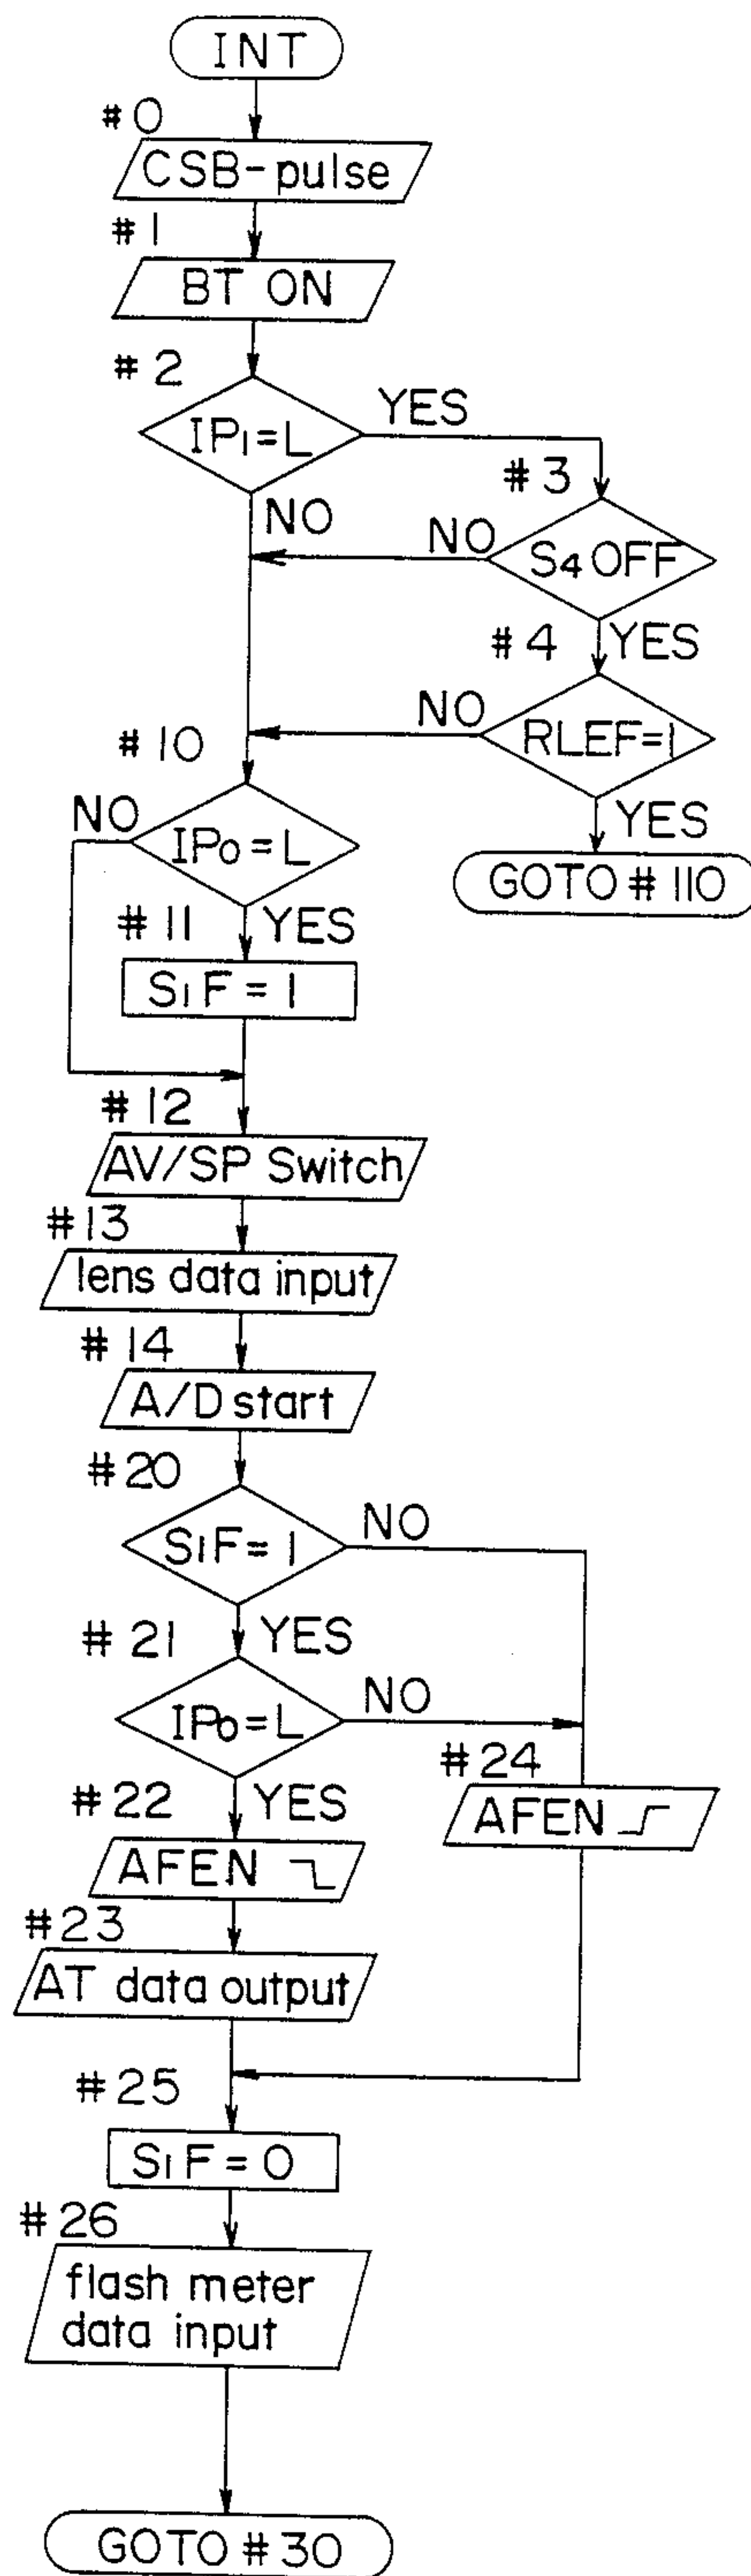 INT
#0
CSB-pulse
#1
BT ON
#2
IP1=L
YES
#3
NO
NO
S4 OFF
#4
YES
NO
RLEF=1
#10
YES
NO
IP0=L
GOTO #110
#11
YES
S1F=1
#12
AV/SP Switch
#13
lens data input
#14
A/D start
#20
NO
S1F=1
#21
YES
NO
IP0=L
#24
#22
YES
AFEN
AFEN
#23
AT data output
#25
S1F=0
#26
flash meter
data input
GOTO #30